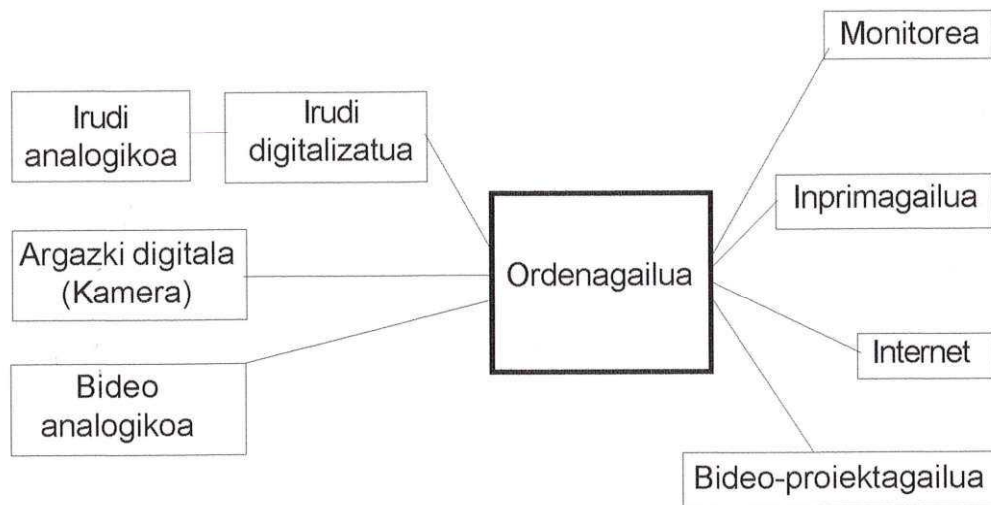 Monitorea
Irudi
analogikoa
Irudi
digitalizatua
Inprimagailua
Argazki digitala
(Kamera)
Ordenagailua
Internet
Bideo
analogikoa
Bideo-proiektagailua